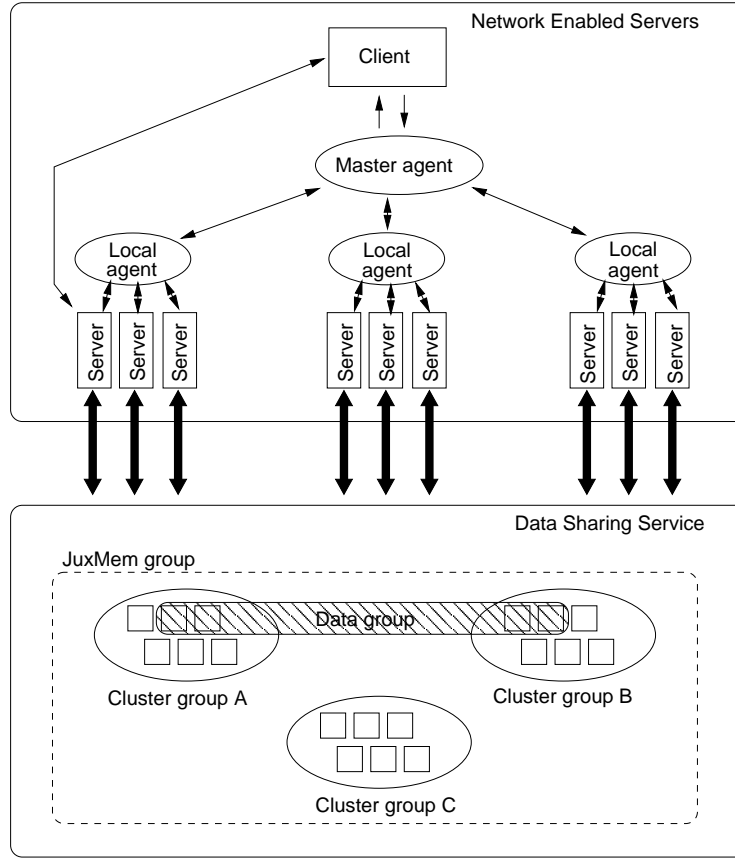 Network Enabled Servers
Client
Master agent
Local
agent
Local
agent
Local
agent
Server
Server
Server
Server
Server
Server
Server
Server
Server
Data Sharing Service
JuxMem group
Data group
Cluster group A
Cluster group B
Cluster group C